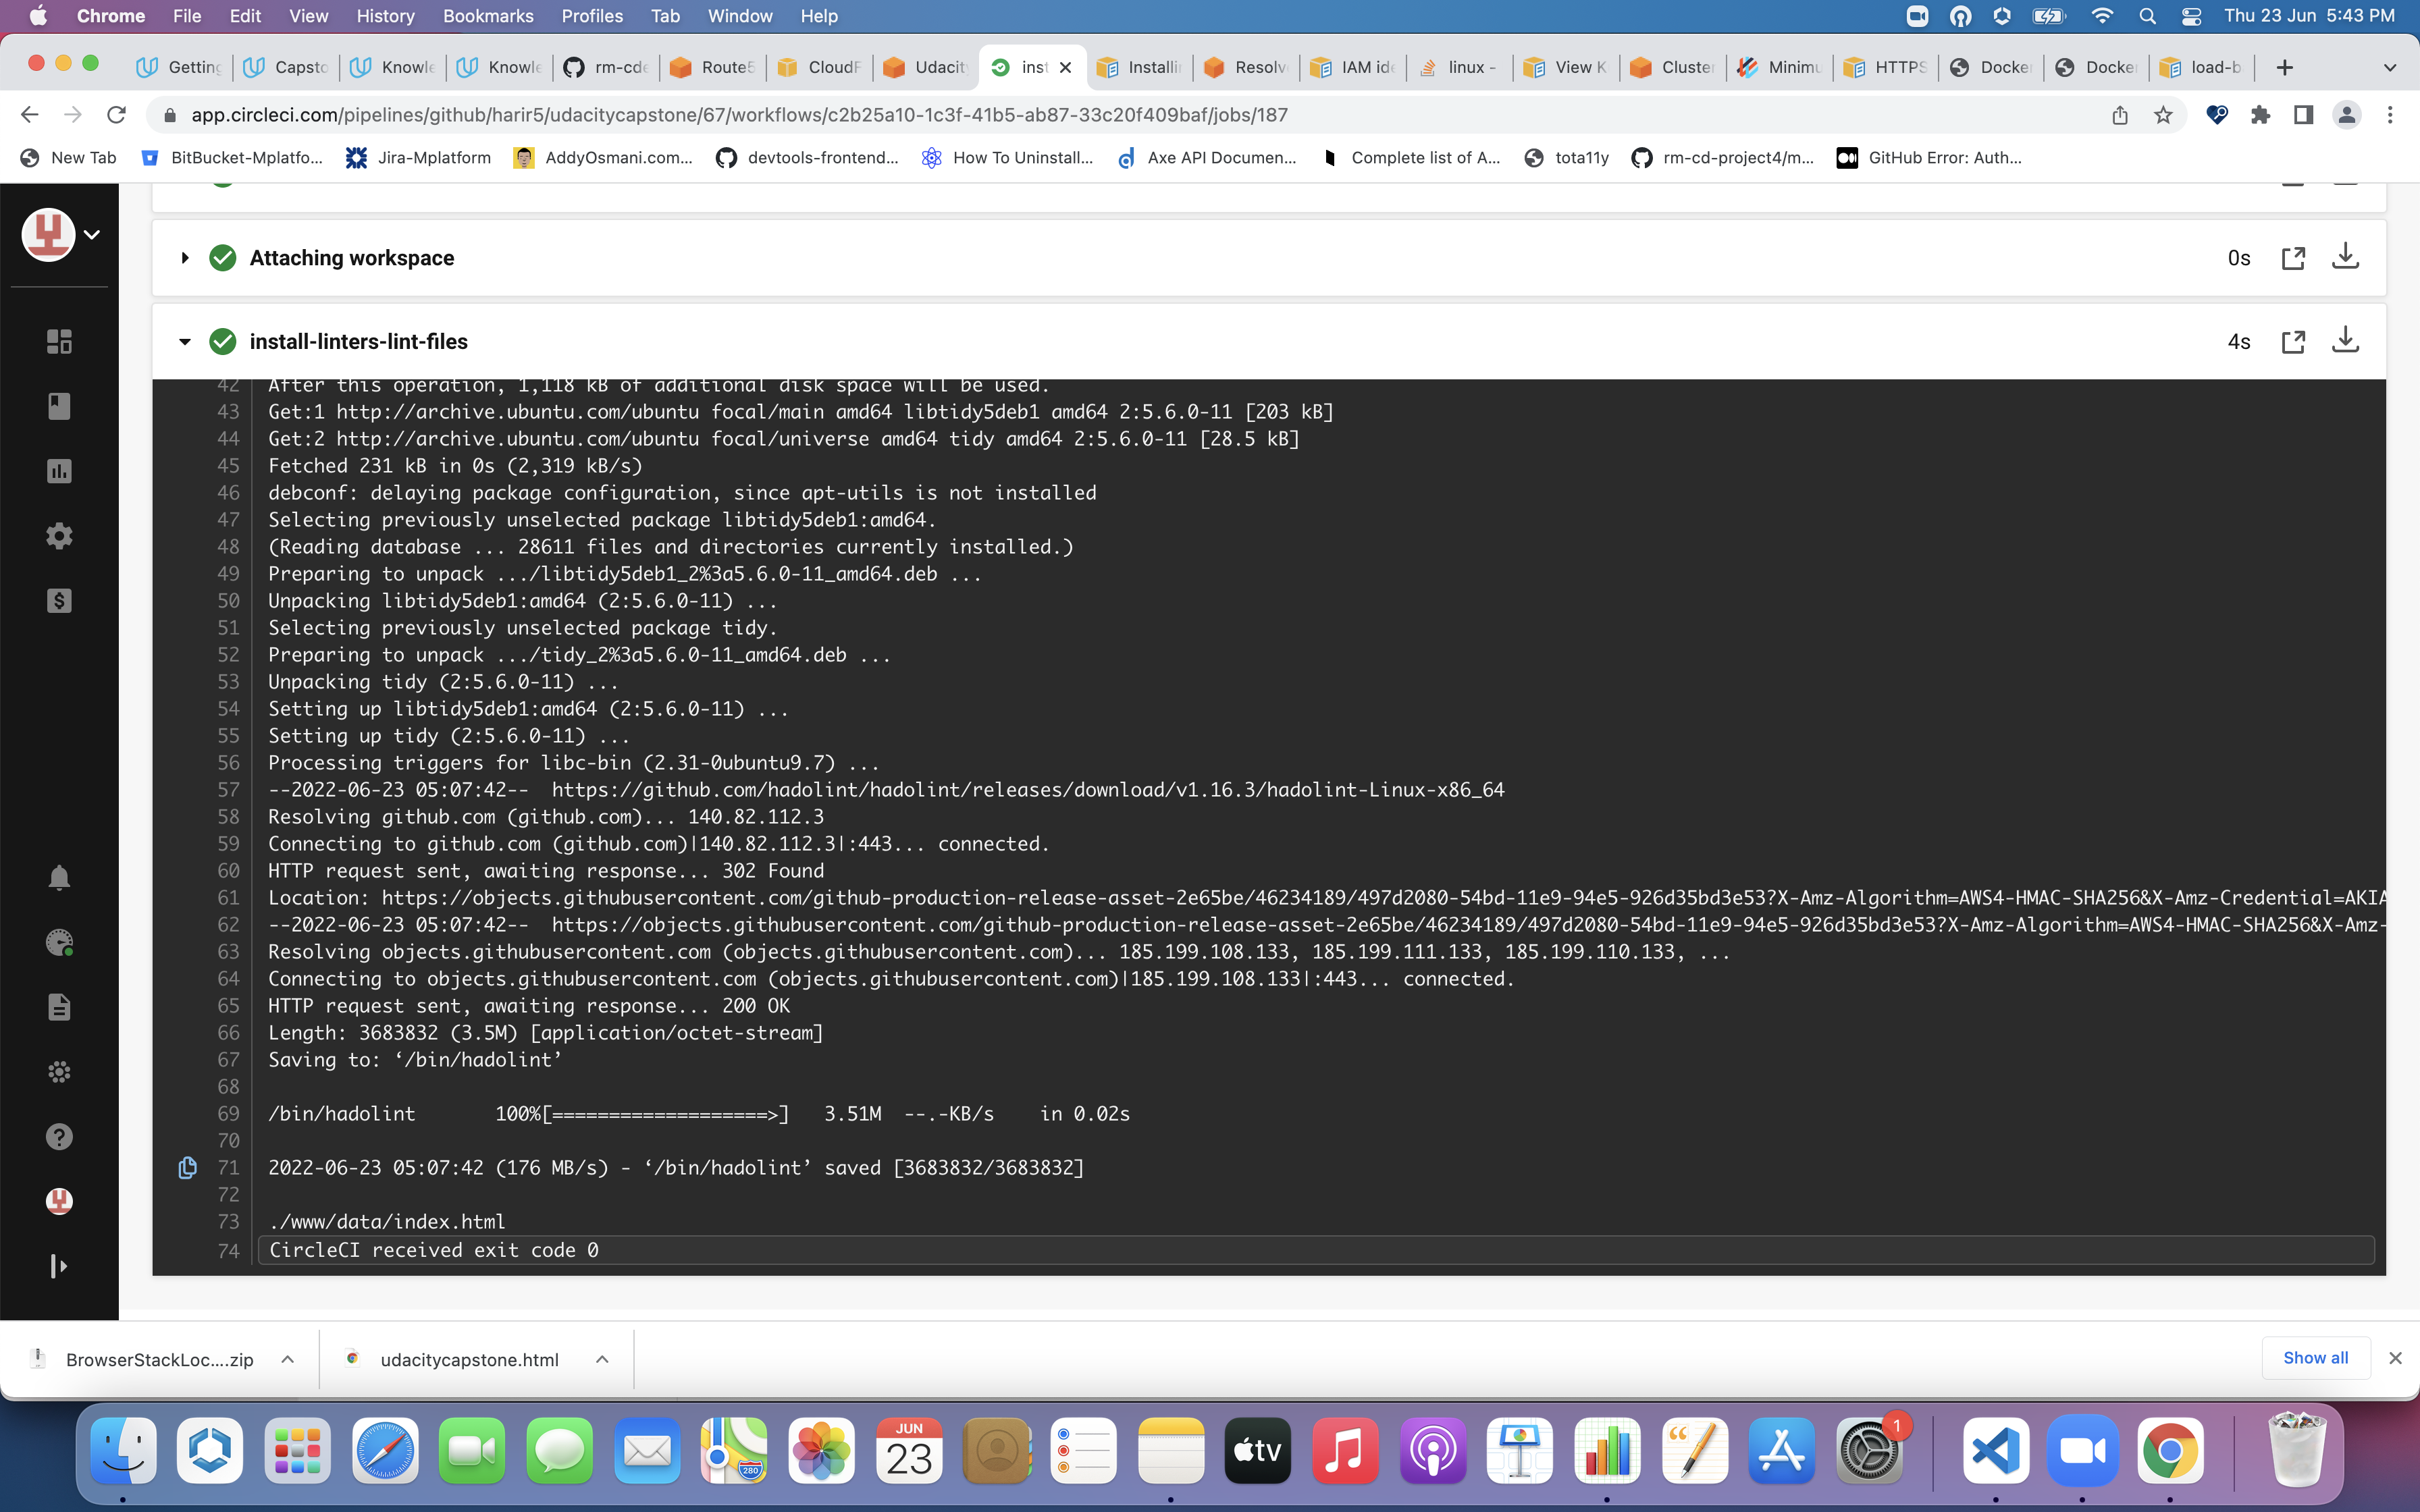 Chrome File Edit View History Bookmarks Profiles Tab Window Help Thu 23 Jun 5:43 PM
Getting Capsto Knowle Knowle rm-cde Route5 CloudF Udacity inst Installi Resolv IAM ide linux - View K Cluster Minimu HTTPS Docker Docker load-b
app.circleci.com/pipelines/github/harir5/udacitycapstone/67/workflows/c2b25a10-1c3f-41b5-ab87-33c20f409baf/jobs/187
New Tab BitBucket-Mplatfo... Jira-Mplatform AddyOsmani.com... devtools-frontend... How To Uninstall... Axe API Documen... Complete list of A... tota11y rm-cd-project4/m... GitHub Error: Auth...
Attaching workspace 0s
install-linters-lint-files 4s
42 After this operation, 1,118 kB of additional disk space will be used.
43 Get:1 http://archive.ubuntu.com/ubuntu focal/main amd64 libtidy5deb1 amd64 2:5.6.0-11 [203 kB]
44 Get:2 http://archive.ubuntu.com/ubuntu focal/universe amd64 tidy amd64 2:5.6.0-11 [28.5 kB]
45 Fetched 231 kB in 0s (2,319 kB/s)
46 debconf: delaying package configuration, since apt-utils is not installed
47 Selecting previously unselected package libtidy5deb1:amd64.
48 (Reading database ... 28611 files and directories currently installed.)
49 Preparing to unpack .../libtidy5deb1_2%3a5.6.0-11_amd64.deb ...
50 Unpacking libtidy5deb1:amd64 (2:5.6.0-11) ...
51 Selecting previously unselected package tidy.
52 Preparing to unpack .../tidy_2%3a5.6.0-11_amd64.deb ...
53 Unpacking tidy (2:5.6.0-11) ...
54 Setting up libtidy5deb1:amd64 (2:5.6.0-11) ...
55 Setting up tidy (2:5.6.0-11) ...
56 Processing triggers for libc-bin (2.31-0ubuntu9.7) ...
57 --2022-06-23 05:07:42-- https://github.com/hadolint/hadolint/releases/download/v1.16.3/hadolint-Linux-x86_64
58 Resolving github.com (github.com)... 140.82.112.3
59 Connecting to github.com (github.com)|140.82.112.3|:443... connected.
60 HTTP request sent, awaiting response... 302 Found
61 Location: https://objects.githubusercontent.com/github-production-release-asset-2e65be/46234189/497d2080-54bd-11e9-94e5-926d35bd3e53?X-Amz-Algorithm=AWS4-HMAC-SHA256&X-Amz-Credential=AKIA
62 --2022-06-23 05:07:42-- https://objects.githubusercontent.com/github-production-release-asset-2e65be/46234189/497d2080-54bd-11e9-94e5-926d35bd3e53?X-Amz-Algorithm=AWS4-HMAC-SHA256&X-Amz-
63 Resolving objects.githubusercontent.com (objects.githubusercontent.com)... 185.199.108.133, 185.199.111.133, 185.199.110.133, ...
64 Connecting to objects.githubusercontent.com (objects.githubusercontent.com)|185.199.108.133|:443... connected.
65 HTTP request sent, awaiting response... 200 OK
66 Length: 3683832 (3.5M) [application/octet-stream]
67 Saving to: ‘/bin/hadolint’
68
69 /bin/hadolint 100%[===================>] 3.51M --.-KB/s in 0.02s
70
71 2022-06-23 05:07:42 (176 MB/s) - ‘/bin/hadolint’ saved [3683832/3683832]
72
73 ./www/data/index.html
74 CircleCI received exit code 0
BrowserStackLoc....zip udacitycapstone.html Show all
280
JUN
23
tv
1